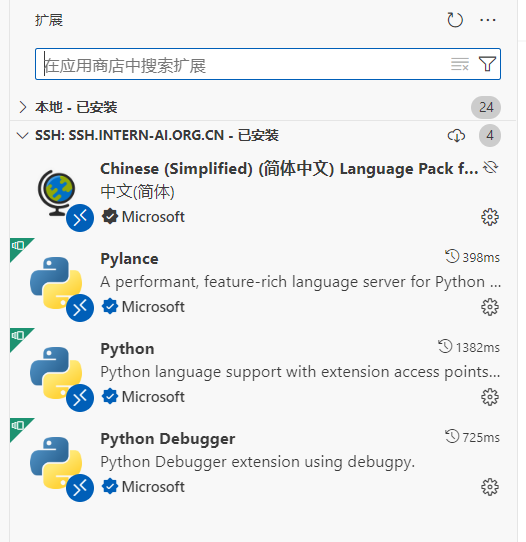 扩展
在应用商店中搜索扩展
本地 - 已安装 24
SSH: SSH.INTERN-AI.ORG.CN - 已安装 4
Chinese (Simplified) (简体中文) Language Pack f...
中文(简体)
Microsoft
Pylance 398ms
A performant, feature-rich language server for Python ...
Microsoft
Python 1382ms
Python language support with extension access points...
Microsoft
Python Debugger 725ms
Python Debugger extension using debugpy.
Microsoft